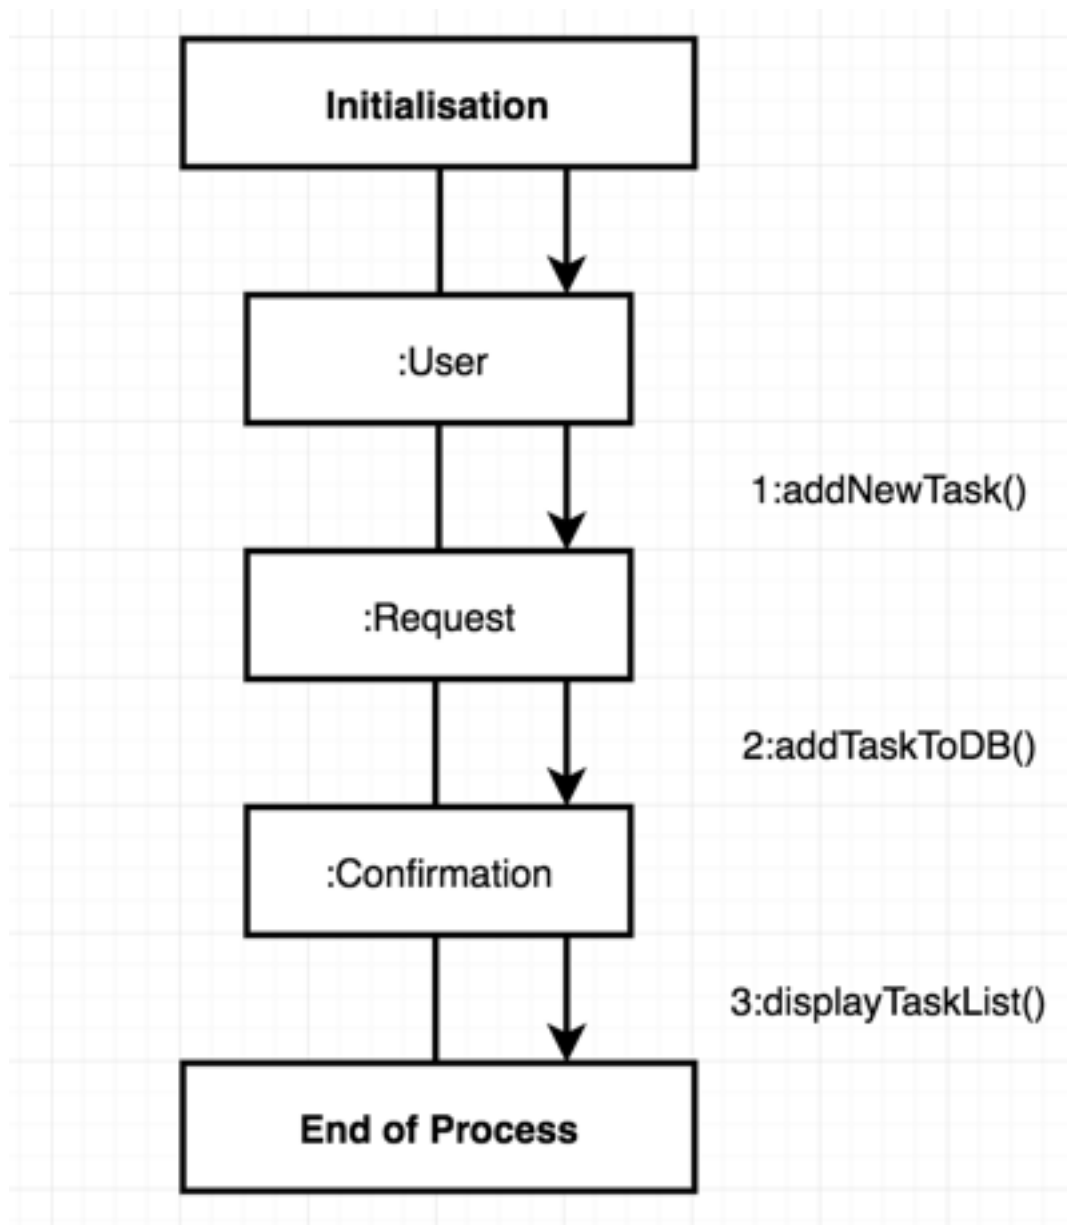 Initialisation
:User
1:addNewTask()
:Request
2:addTaskToDB()
:Confirmation
3:displayTaskList()
End of Process